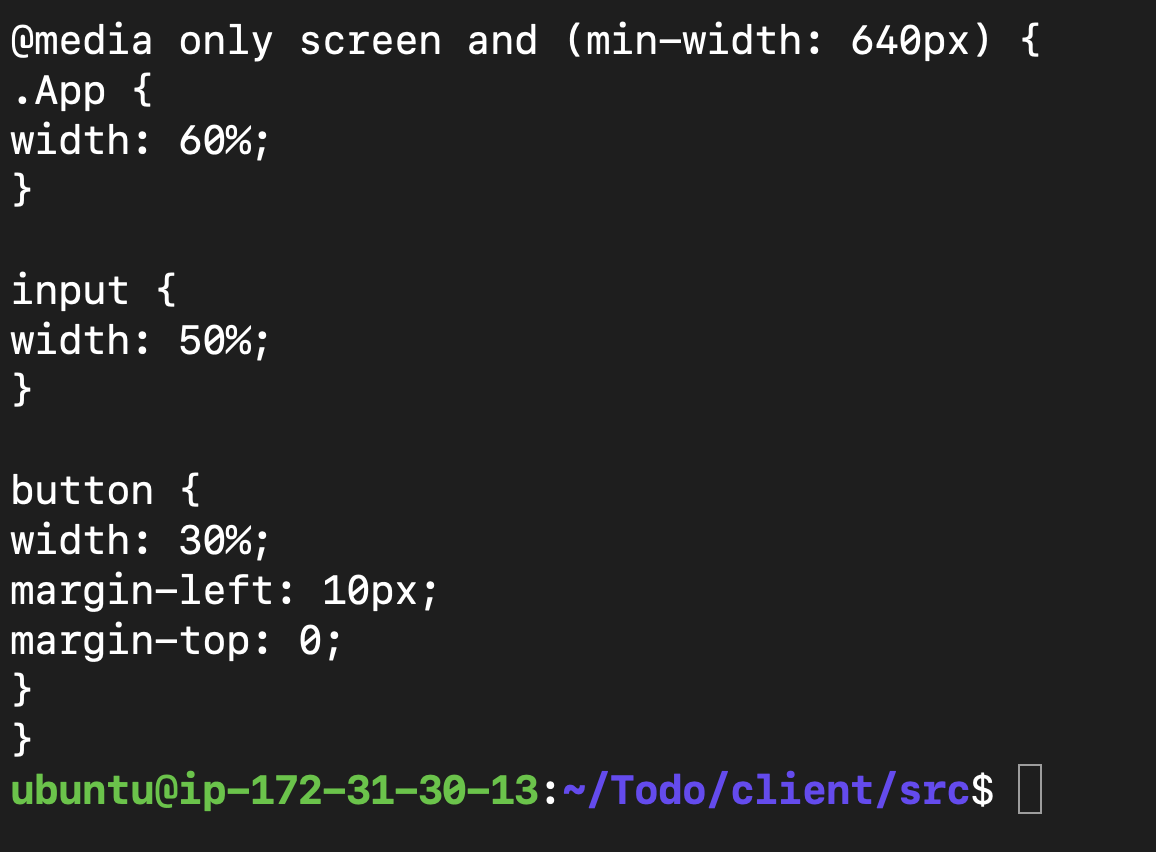 @media only screen and (min-width: 640px) {
.App {
width: 60%;
}

input {
width: 50%;
}

button {
width: 30%;
margin-left: 10px;
margin-top: 0;
}
}
ubuntu@ip-172-31-30-13:~/Todo/client/src$